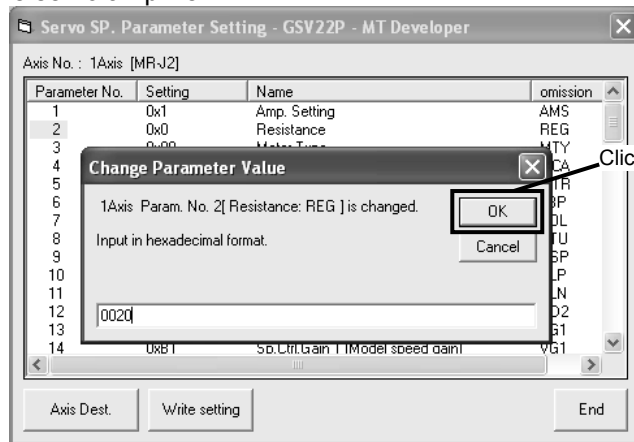 Servo SP. Parameter Setting - GSV22P - MT Developer
Axis No. : 1Axis [MR-J2]
Parameter No. Setting Name omission
1 0x1 Amp. Setting AMS
2 0x0 Resistance REG
3 MTY
4
5
6
7
8
9
10
11
12
13
14 0xB1 Sp.Ctrl.Gain 1 (Model speed gain) VG1
Change Parameter Value
1Axis Param. No. 2[ Resistance: REG ] is changed.
Input in hexadecimal format.
OK
Cancel
0020
Clic
Axis Dest. Write setting End